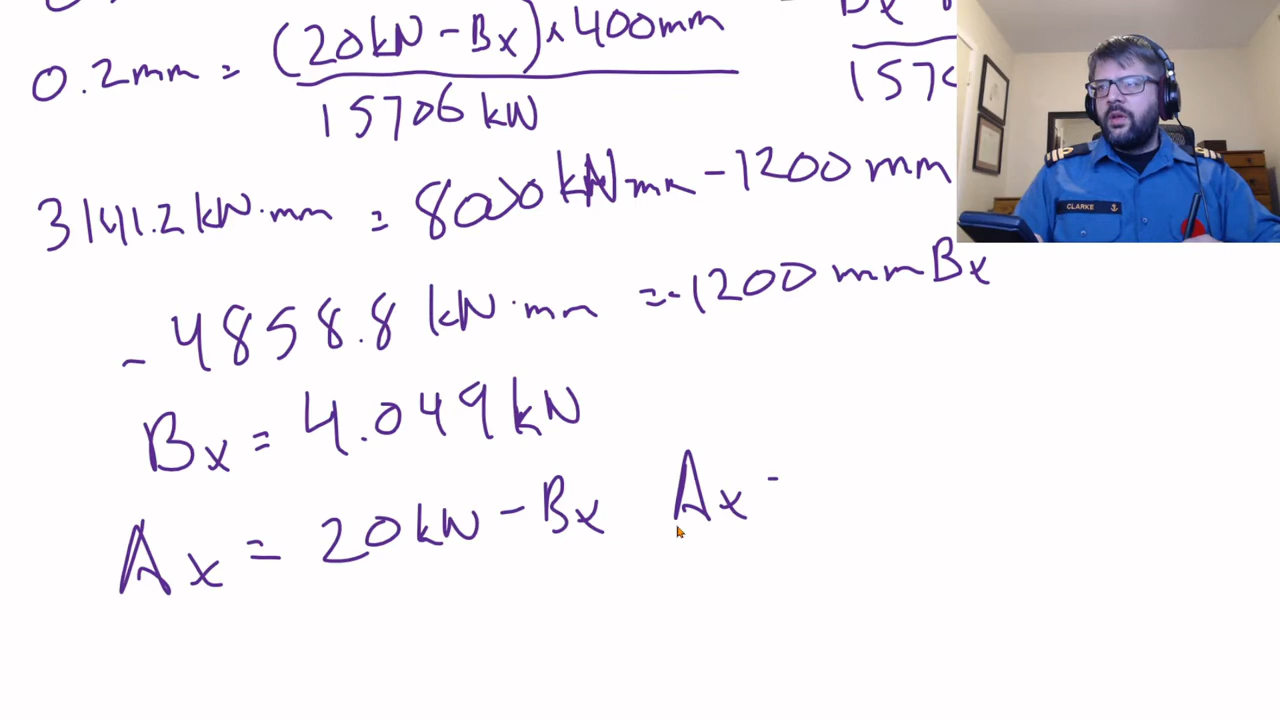 0.2mm = (20kN - Bx) × 400mm / 15706 kN
3141.2 kN·mm = 8000 kN mm - 1200 mm
- 4858.8 kN·mm = -1200 mm Bx
Bx = 4.049 kN
Ax = 20kN - Bx Ax -
CLARKE